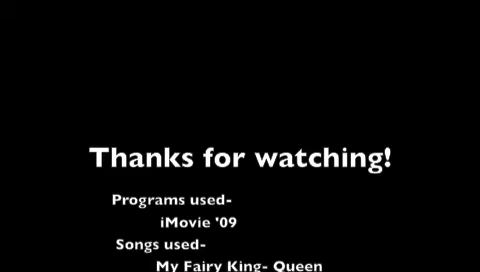 Thanks for watching!
Programs used-
iMovie '09
Songs used-
My Fairy King- Queen